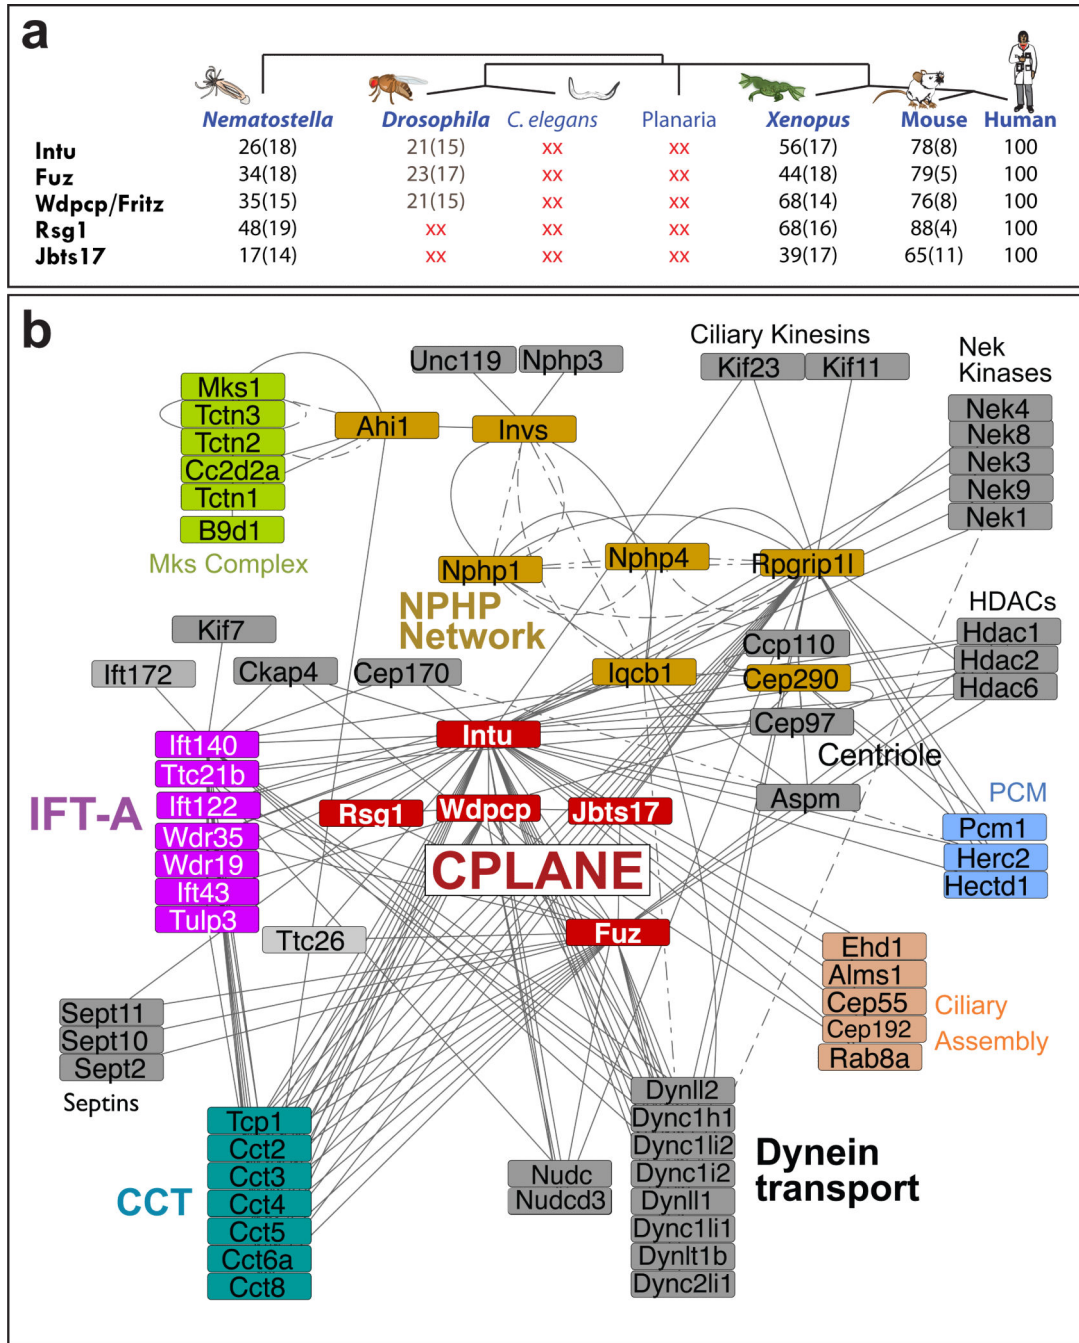 a
Nematostella Drosophila C. elegans Planaria Xenopus Mouse Human
Intu 26(18) 21(15) xx xx 56(17) 78(8) 100
Fuz 34(18) 23(17) xx xx 44(18) 79(5) 100
Wdpcp/Fritz 35(15) 21(15) xx xx 68(14) 76(8) 100
Rsg1 48(19) xx xx xx 68(16) 88(4) 100
Jbts17 17(14) xx xx xx 39(17) 65(11) 100
b
Ciliary Kinesins
Unc119 Nphp3
Kif23 Kif11
Nek
Kinases
Mks1
Tctn3
Tctn2
Cc2d2a
Tctn1
B9d1
Mks Complex
Ahi1
Invs
Nek4
Nek8
Nek3
Nek9
Nek1
Nphp1
Nphp4
Rpgrip1l
NPHP
Network
HDACs
Hdac1
Hdac2
Hdac6
Kif7
Ift172
Ckap4
Cep170
Iqcb1
Ccp110
Cep290
Cep97
Centriole
Aspm
Intu
Ift140
Ttc21b
Ift122
Wdr35
Wdr19
Ift43
Tulp3
IFT-A
Rsg1
Wdpcp
Jbts17
CPLANE
PCM
Pcm1
Herc2
Hectd1
Fuz
Ttc26
Ehd1
Alms1
Cep55
Cep192
Rab8a
Ciliary
Assembly
Sept11
Sept10
Sept2
Septins
Tcp1
Cct2
Cct3
Cct4
Cct5
Cct6a
Cct8
CCT
Nudc
Nudcd3
Dynll2
Dync1h1
Dync1li2
Dync1i2
Dynll1
Dync1li1
Dynlt1b
Dync2li1
Dynein
transport